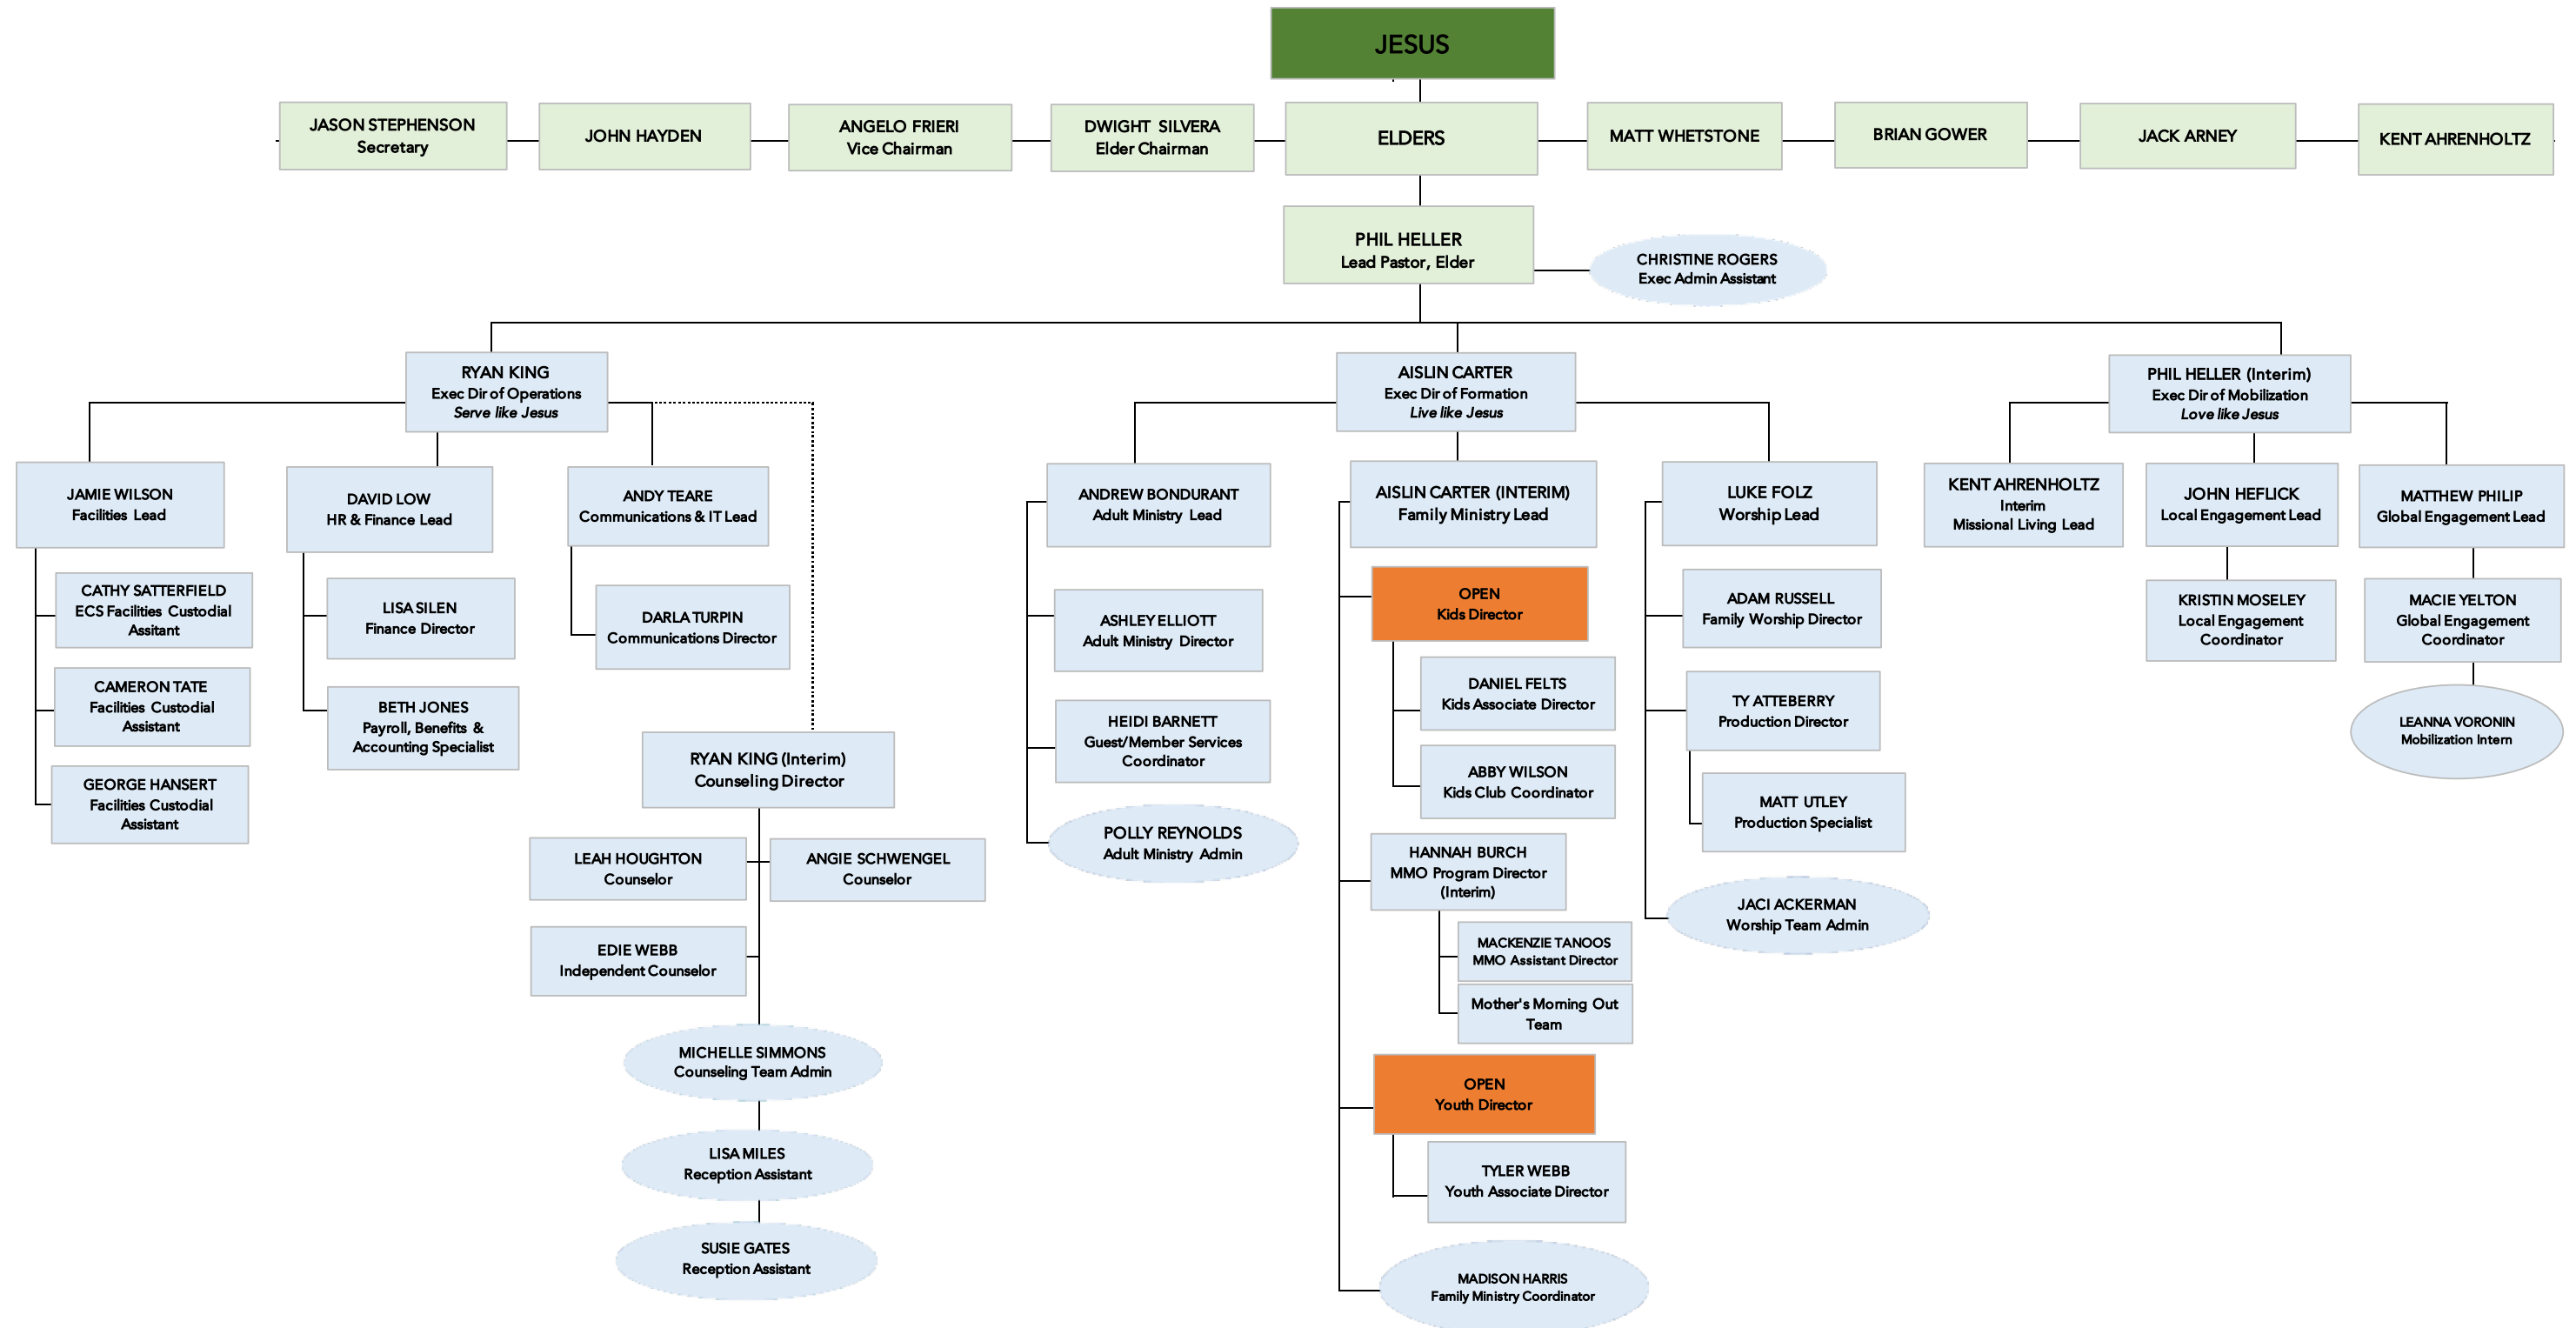 JESUS
JASON STEPHENSON
Secretary
JOHN HAYDEN
ANGELO FRIERI
Vice Chairman
DWIGHT SILVERA
Elder Chairman
ELDERS
MATT WHETSTONE
BRIAN GOWER
JACK ARNEY
KENT AHRENHOLTZ
PHIL HELLER
Lead Pastor, Elder
CHRISTINE ROGERS
Exec Admin Assistant
RYAN KING
Exec Dir of Operations
Serve like Jesus
JAMIE WILSON
Facilities Lead
CATHY SATTERFIELD
ECS Facilities Custodial
Assitant
CAMERON TATE
Facilities Custodial
Assistant
GEORGE HANSERT
Facilities Custodial
Assistant
DAVID LOW
HR & Finance Lead
LISA SILEN
Finance Director
BETH JONES
Payroll, Benefits &
Accounting Specialist
ANDY TEARE
Communications & IT Lead
DARLA TURPIN
Communications Director
RYAN KING (Interim)
Counseling Director
LEAH HOUGHTON
Counselor
ANGIE SCHWENGEL
Counselor
EDIE WEBB
Independent Counselor
MICHELLE SIMMONS
Counseling Team Admin
LISA MILES
Reception Assistant
SUSIE GATES
Reception Assistant
AISLIN CARTER
Exec Dir of Formation
Live like Jesus
ANDREW BONDURANT
Adult Ministry Lead
ASHLEY ELLIOTT
Adult Ministry Director
HEIDI BARNETT
Guest/Member Services
Coordinator
POLLY REYNOLDS
Adult Ministry Admin
AISLIN CARTER (INTERIM)
Family Ministry Lead
OPEN
Kids Director
DANIEL FELTS
Kids Associate Director
ABBY WILSON
Kids Club Coordinator
HANNAH BURCH
MMO Program Director
(Interim)
MACKENZIE TANOOS
MMO Assistant Director
Mother's Morning Out
Team
OPEN
Youth Director
TYLER WEBB
Youth Associate Director
MADISON HARRIS
Family Ministry Coordinator
LUKE FOLZ
Worship Lead
ADAM RUSSELL
Family Worship Director
TY ATTEBERRY
Production Director
MATT UTLEY
Production Specialist
JACI ACKERMAN
Worship Team Admin
PHIL HELLER (Interim)
Exec Dir of Mobilization
Love like Jesus
KENT AHRENHOLTZ
Interim
Missional Living Lead
JOHN HEFLICK
Local Engagement Lead
KRISTIN MOSELEY
Local Engagement
Coordinator
MATTHEW PHILIP
Global Engagement Lead
MACIE YELTON
Global Engagement
Coordinator
LEANNA VORONIN
Mobilization Intern